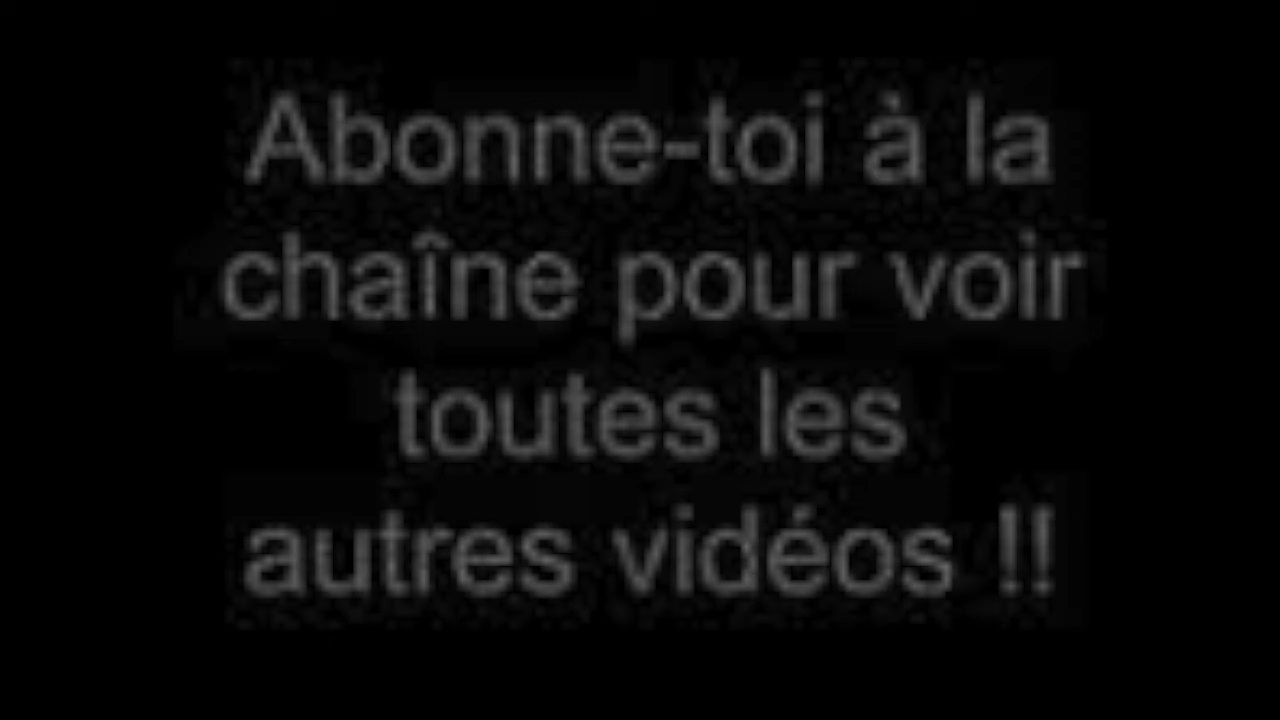 Abonne-toi à la
chaîne pour voir
toutes les
autres vidéos !!